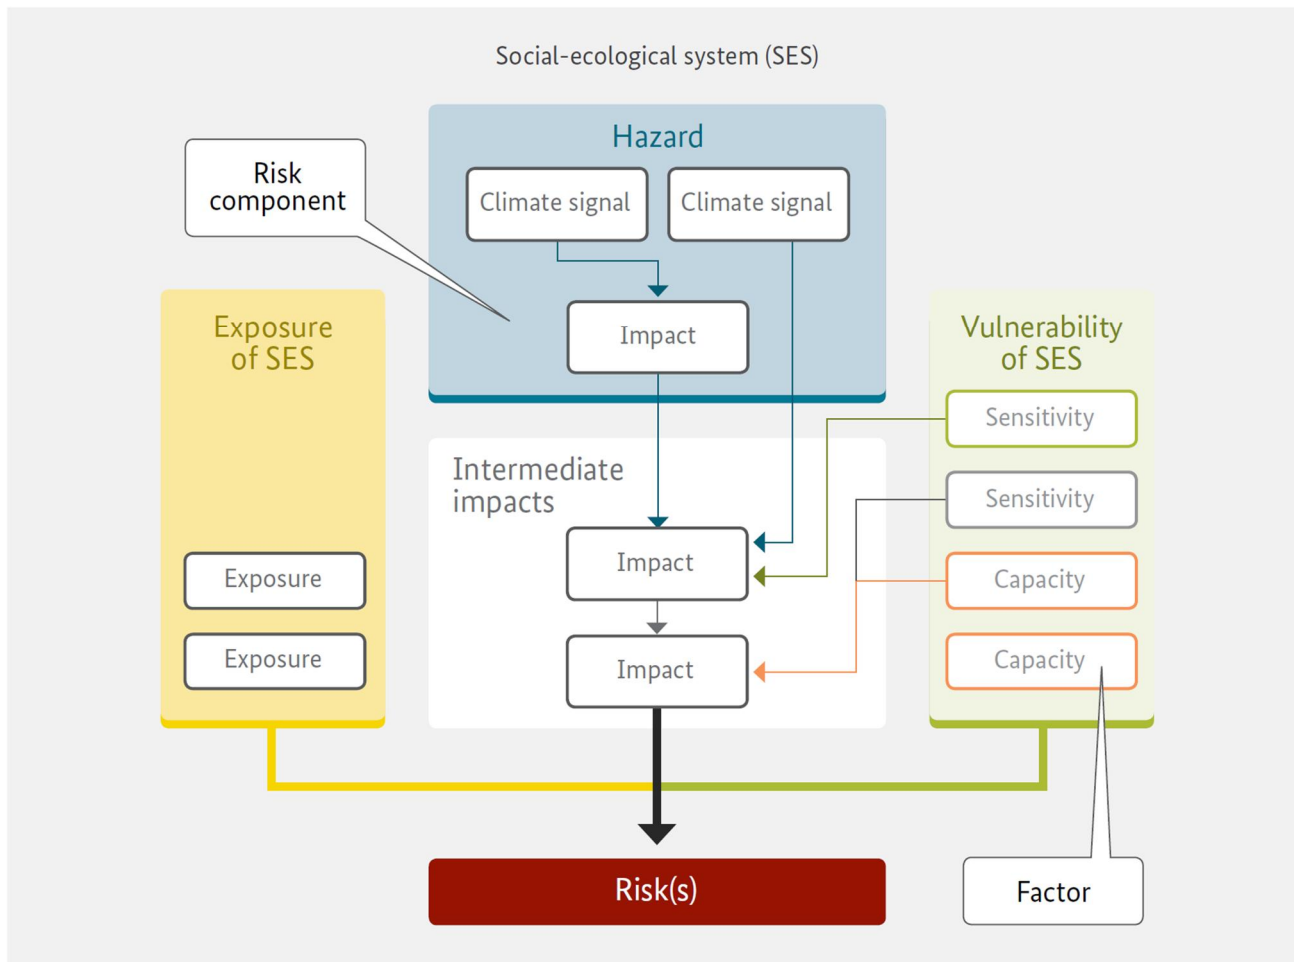 Social-ecological system (SES)
Hazard
Risk
component
Climate signal
Climate signal
Impact
Exposure
of SES
Vulnerability
of SES
Sensitivity
Intermediate
impacts
Sensitivity
Impact
Exposure
Capacity
Exposure
Impact
Capacity
Risk(s)
Factor